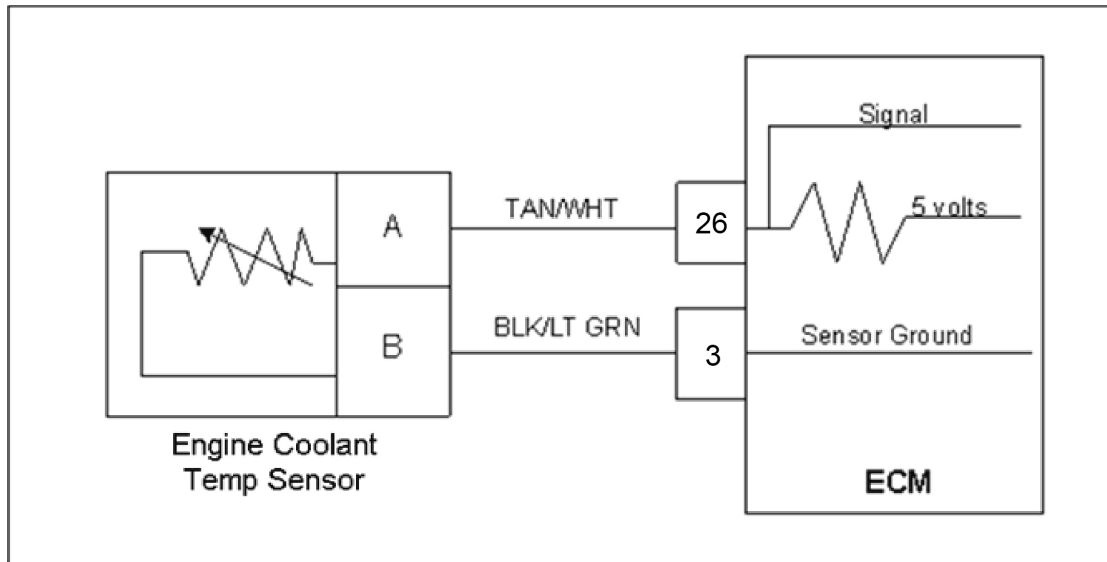 Signal
A
TAN/WHT
26
5 volts
B
BLK/LT GRN
3
Sensor Ground
Engine Coolant
Temp Sensor
ECM